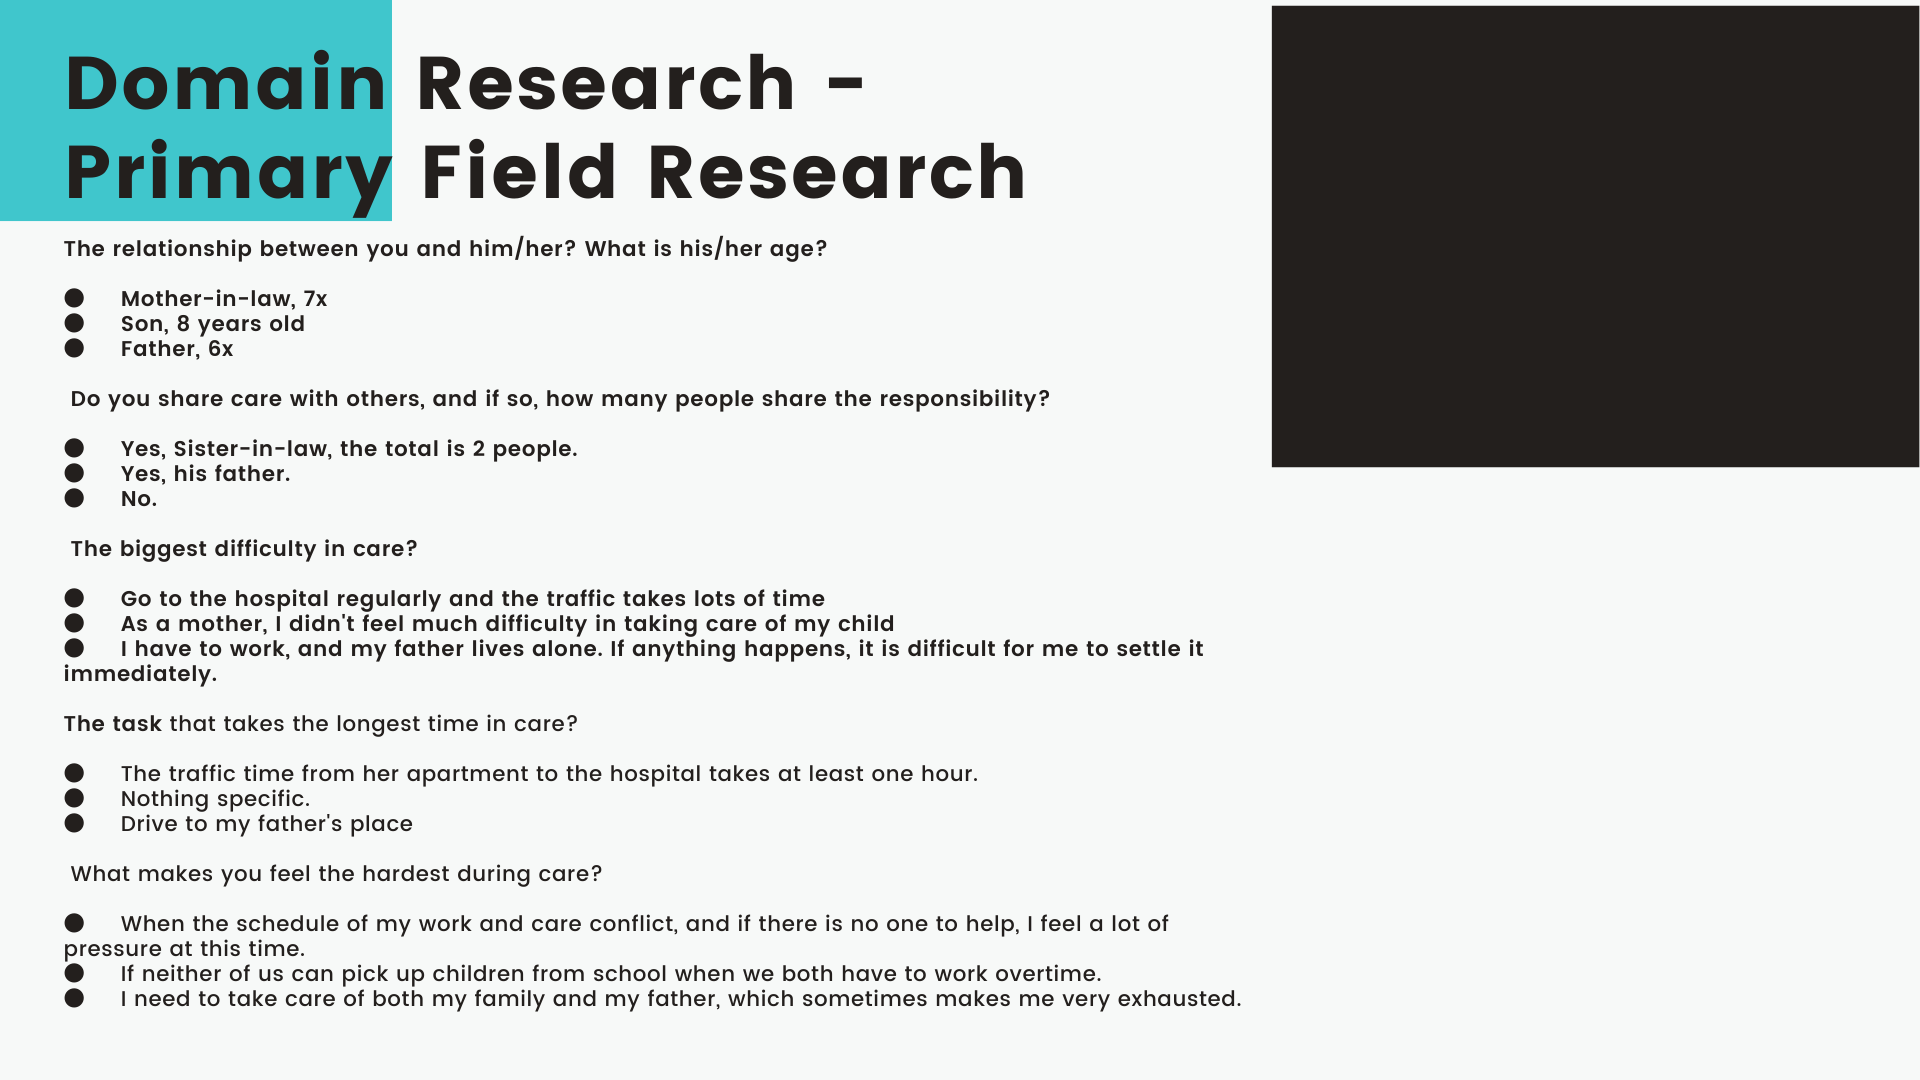 Domain Research -
Primary Field Research
The relationship between you and him/her? What is his/her age?
● Mother-in-law, 7x
● Son, 8 years old
● Father, 6x
Do you share care with others, and if so, how many people share the responsibility?
● Yes, Sister-in-law, the total is 2 people.
● Yes, his father.
● No.
The biggest difficulty in care?
● Go to the hospital regularly and the traffic takes lots of time
● As a mother, I didn't feel much difficulty in taking care of my child
● I have to work, and my father lives alone. If anything happens, it is difficult for me to settle it
immediately.
The task that takes the longest time in care?
● The traffic time from her apartment to the hospital takes at least one hour.
● Nothing specific.
● Drive to my father's place
What makes you feel the hardest during care?
● When the schedule of my work and care conflict, and if there is no one to help, I feel a lot of
pressure at this time.
● If neither of us can pick up children from school when we both have to work overtime.
● I need to take care of both my family and my father, which sometimes makes me very exhausted.